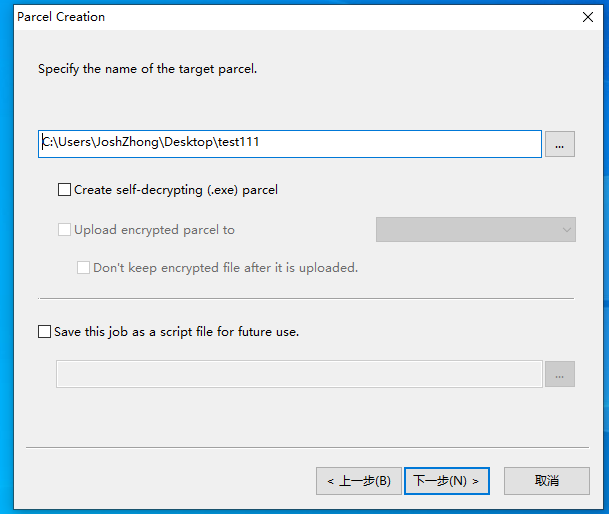 Parcel Creation
Specify the name of the target parcel.
C:\Users\JoshZhong\Desktop\test111
...
Create self-decrypting (.exe) parcel
Upload encrypted parcel to
Don't keep encrypted file after it is uploaded.
Save this job as a script file for future use.
...
< 上一步(B)
下一步(N) >
取消